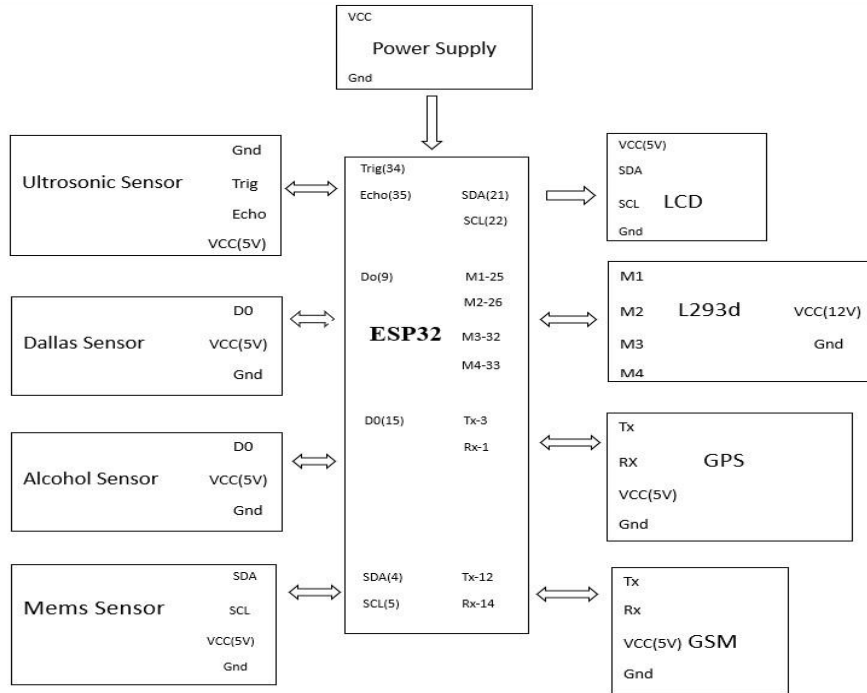 VCC
Power Supply
Gnd
Gnd
Ultrosonic Sensor
Trig
Echo
VCC(5V)
D0
Dallas Sensor
VCC(5V)
Gnd
D0
Alcohol Sensor
VCC(5V)
Gnd
SDA
Mems Sensor
SCL
VCC(5V)
Gnd
Trig(34)
Echo(35)
SDA(21)
SCL(22)
Do(9)
M1-25
M2-26
ESP32
M3-32
M4-33
D0(15)
Tx-3
Rx-1
SDA(4)
Tx-12
SCL(5)
Rx-14
VCC(5V)
SDA
SCL
LCD
Gnd
M1
M2
L293d
VCC(12V)
M3
Gnd
M4
Tx
RX
GPS
VCC(5V)
Gnd
Tx
Rx
VCC(5V) GSM
Gnd